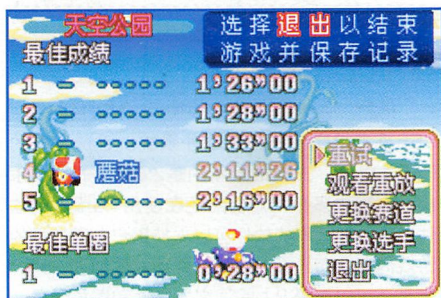 天空公园
选择退出以结束
游戏并保存记录
最佳成绩
1 - ----- 1'26"00
2 - ----- 1'28"00
3 - ----- 1'33"00
4 蘑菇 2'11"26
5 - ----- 2'16"00
最佳单圈
1 - ----- 0'28"00
重试
观看重放
更换赛道
更换选手
退出